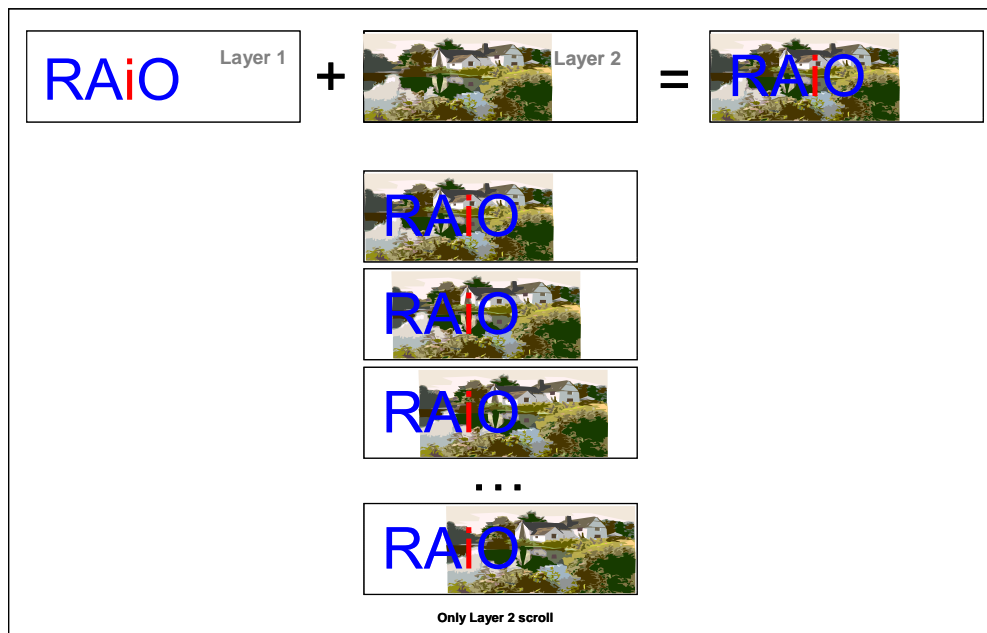 RAiO Layer 1 + Layer 2 = RAiO
RAiO
RAiO
RAiO
...
RAiO
Only Layer 2 scroll